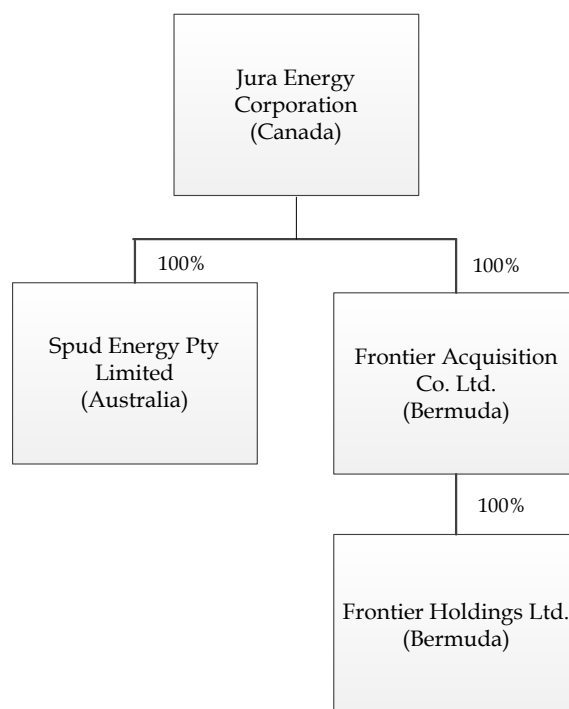 Jura Energy
Corporation
(Canada)
100%
100%
Spud Energy Pty
Limited
(Australia)
Frontier Acquisition
Co. Ltd.
(Bermuda)
100%
Frontier Holdings Ltd.
(Bermuda)